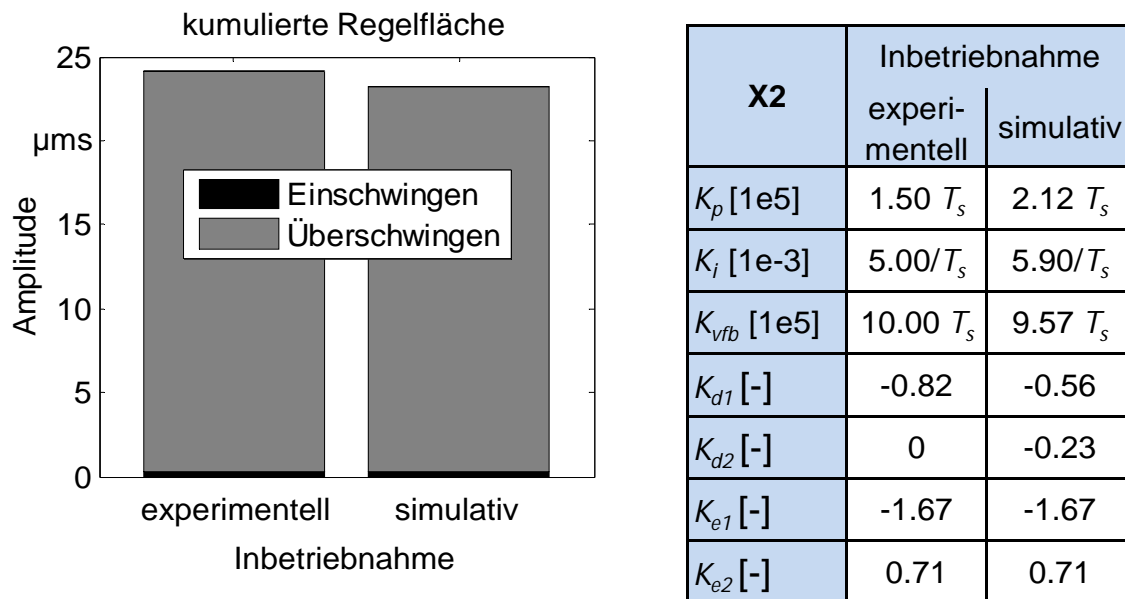 kumulierte Regelfläche
25
µms
15
10
5
0
Amplitude
Einschwingen
Überschwingen
experimentell simulativ
Inbetriebnahme
X2 Inbetriebnahme
experi-
mentell simulativ
Kp [1e5] 1.50 Ts 2.12 Ts
Ki [1e-3] 5.00/Ts 5.90/Ts
Kvfb [1e5] 10.00 Ts 9.57 Ts
Kd1 [-] -0.82 -0.56
Kd2 [-] 0 -0.23
Ke1 [-] -1.67 -1.67
Ke2 [-] 0.71 0.71